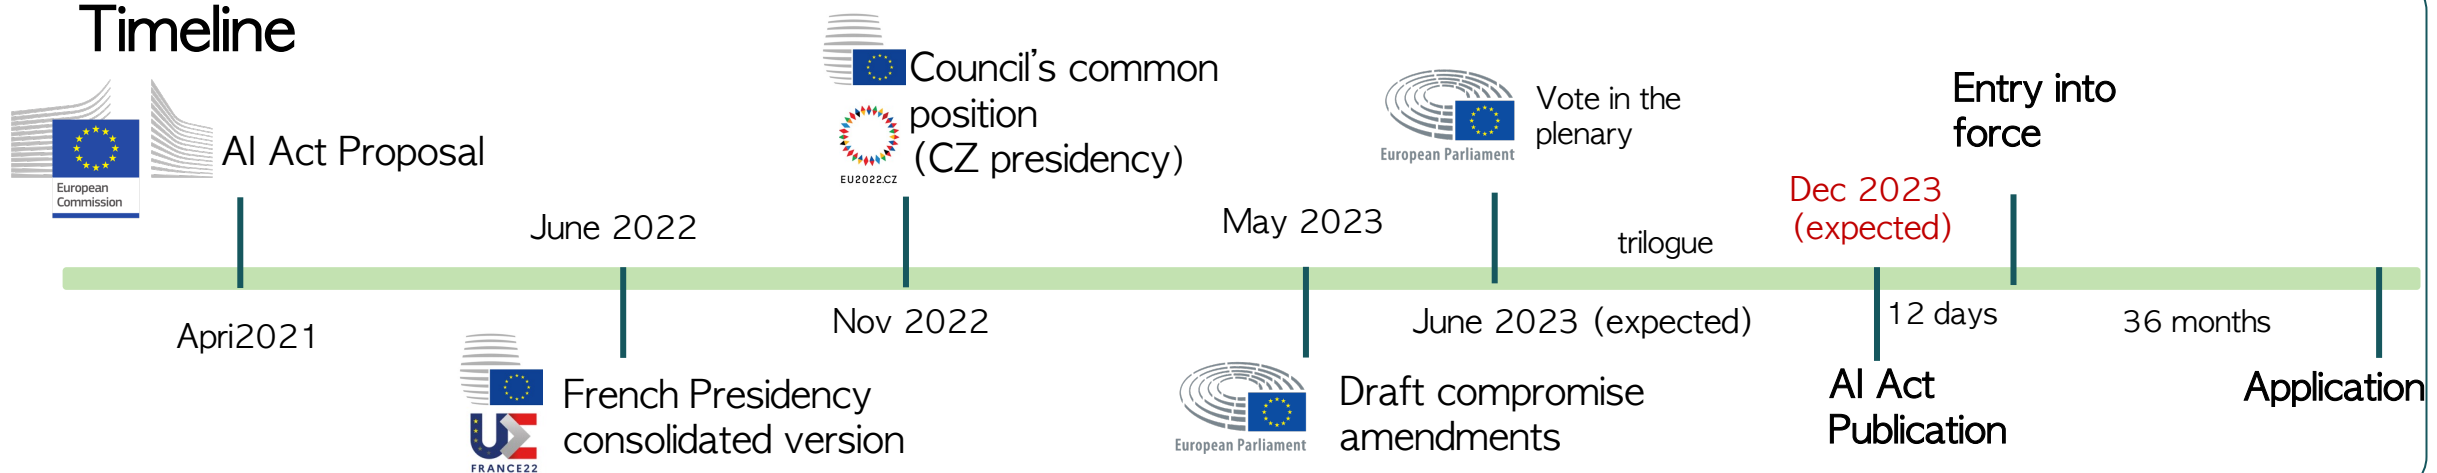 Timeline
European
Commission
AI Act Proposal
Apri2021
June 2022
FRANCE22
French Presidency
consolidated version
EU2022.CZ
Council's common
position
(CZ presidency)
Nov 2022
May 2023
European Parliament
Draft compromise
amendments
European Parliament
Vote in the
plenary
June 2023 (expected)
trilogue
Dec 2023
(expected)
AI Act
Publication
12 days
Entry into
force
36 months
Application